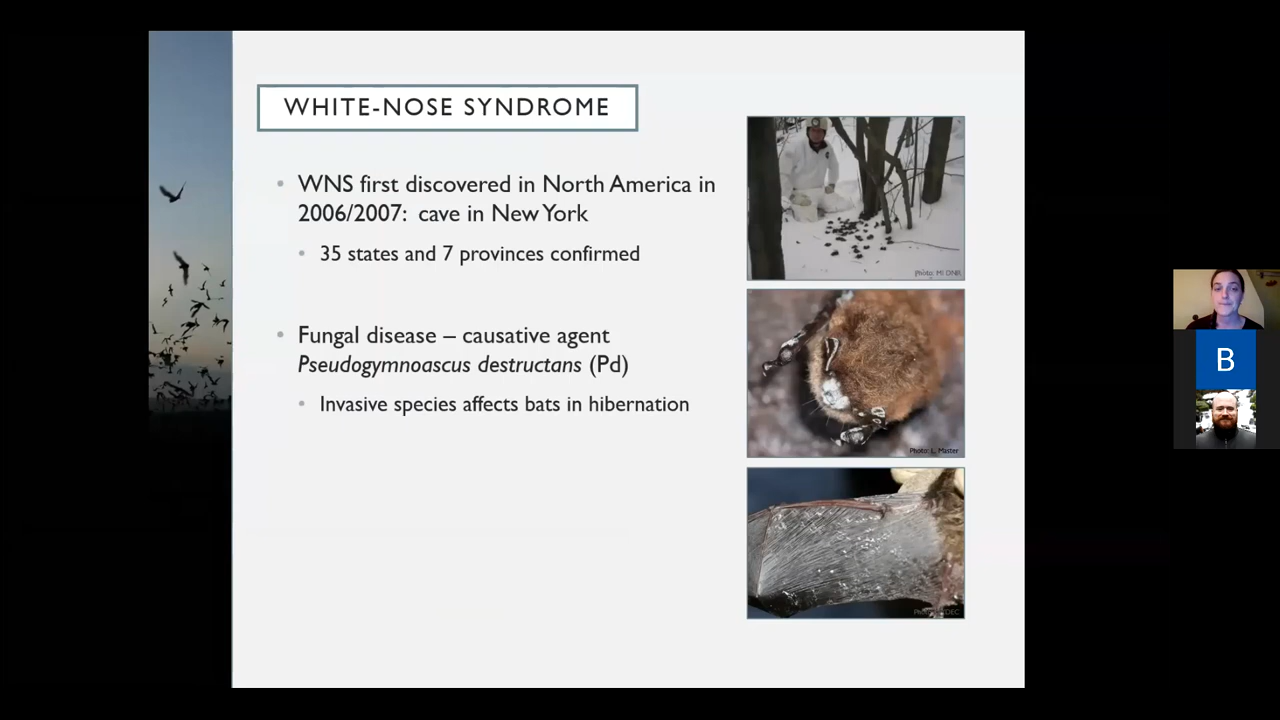 WHITE-NOSE SYNDROME
WNS first discovered in North America in
2006/2007: cave in New York
35 states and 7 provinces confirmed
Fungal disease – causative agent
Pseudogymnoascus destructans (Pd)
Invasive species affects bats in hibernation
Photo: MI DNR
Photo: L. Master
B